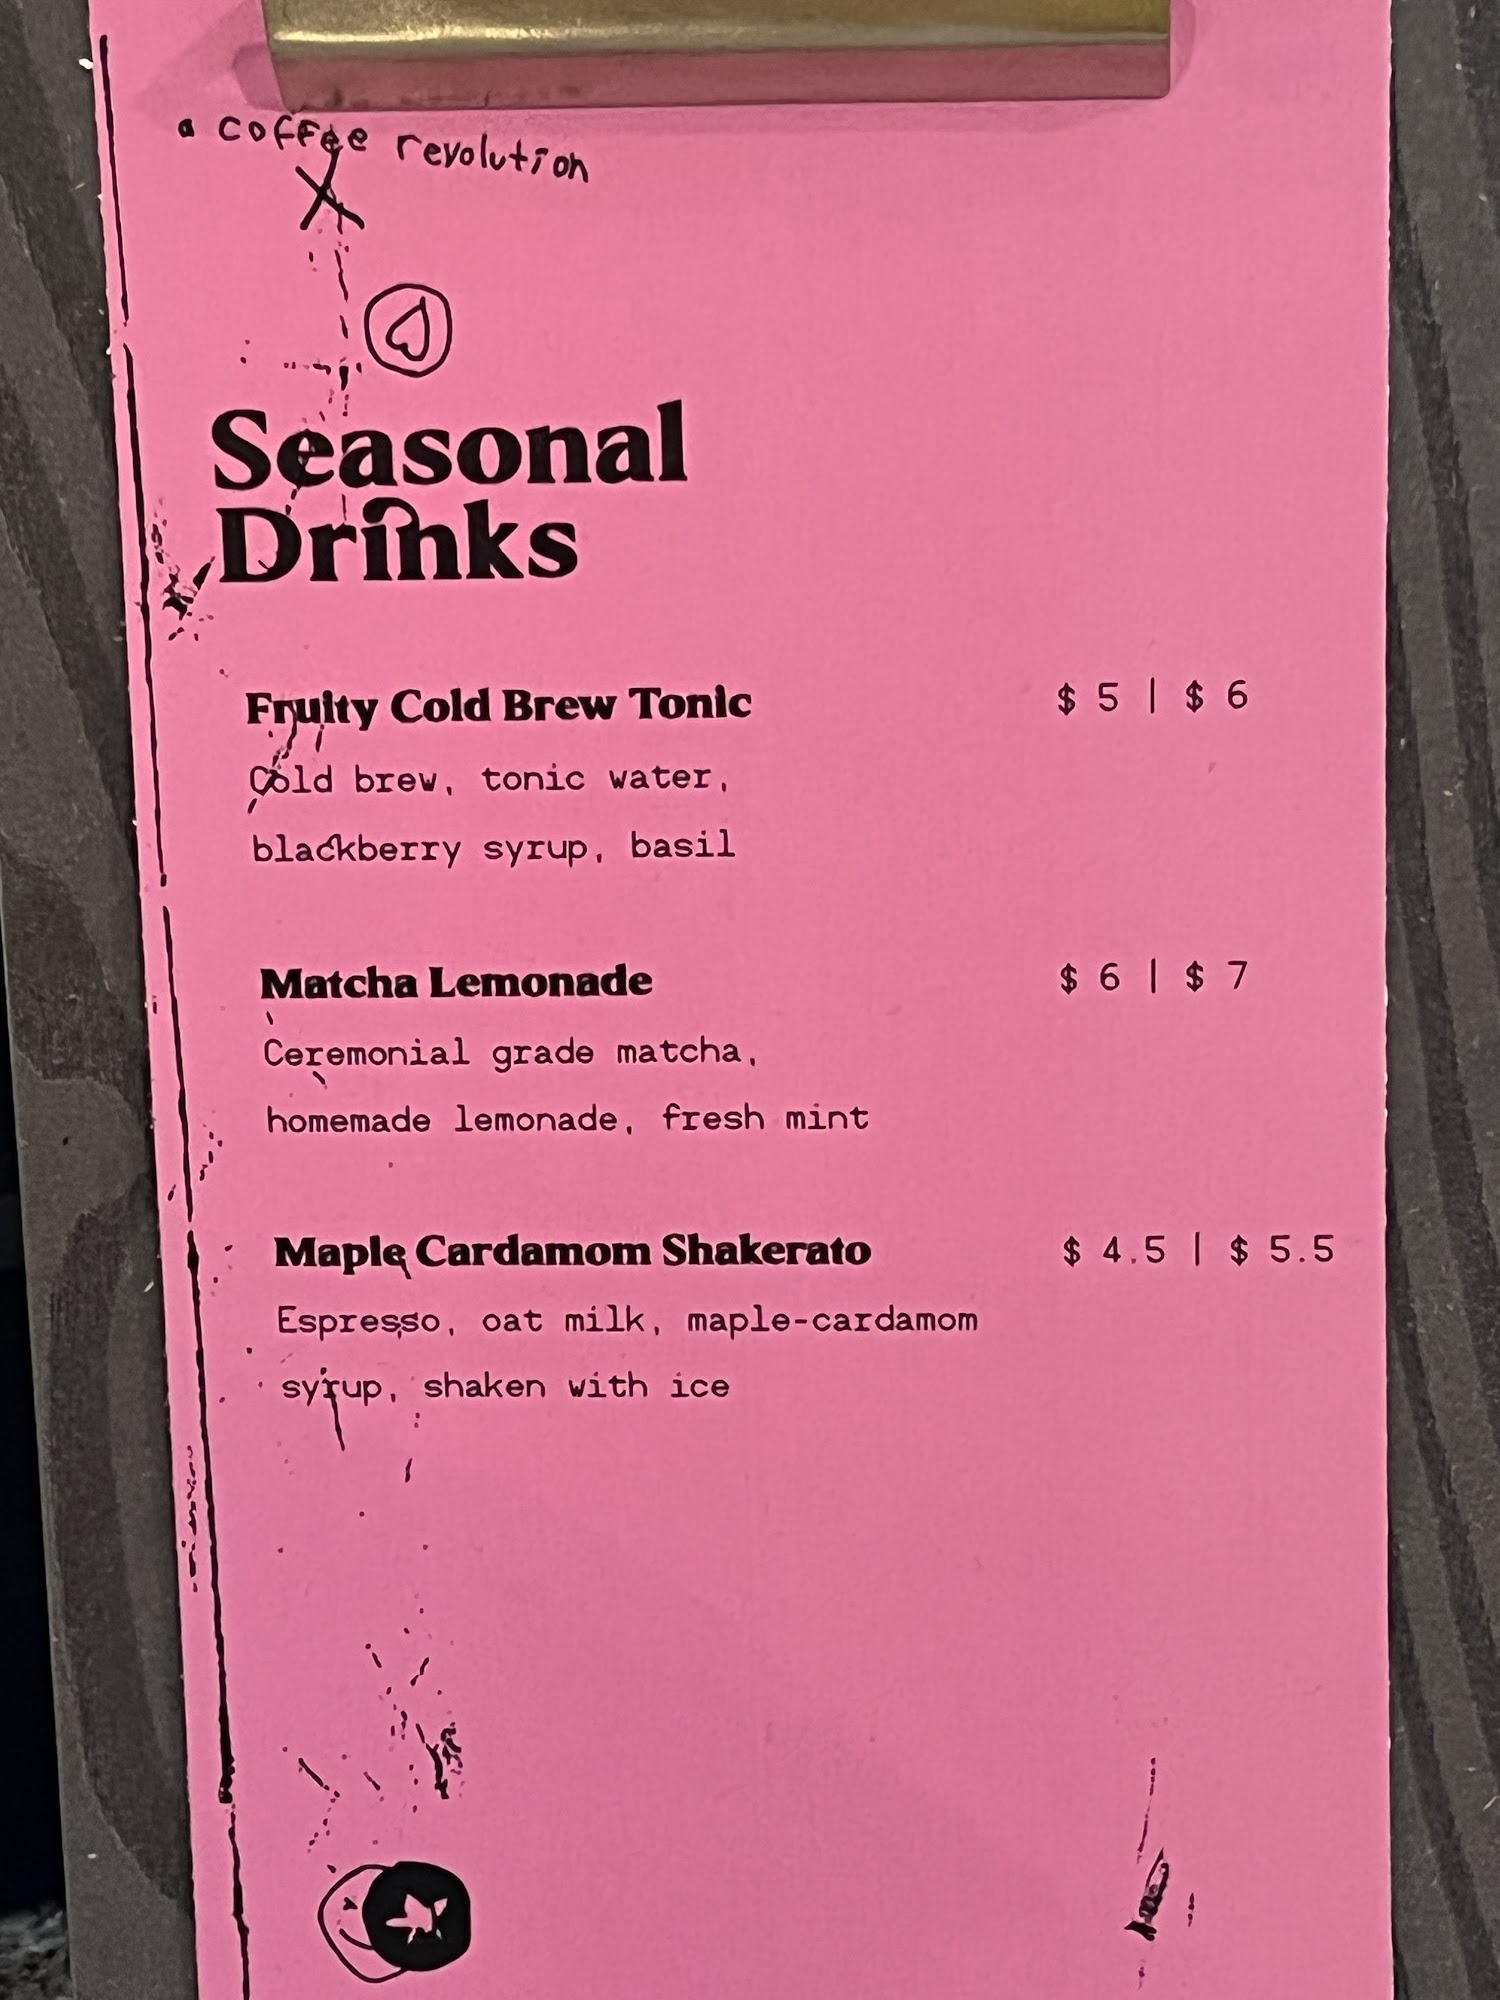 a coffee revolution
Seasonal
Drinks
Fruity Cold Brew Tonic $ 5 | $ 6
Cold brew, tonic water,
blackberry syrup, basil
Matcha Lemonade $ 6 | $ 7
Ceremonial grade matcha,
homemade lemonade, fresh mint
Maple Cardamom Shakerato $ 4.5 | $ 5.5
Espresso, oat milk, maple-cardamom
syrup, shaken with ice